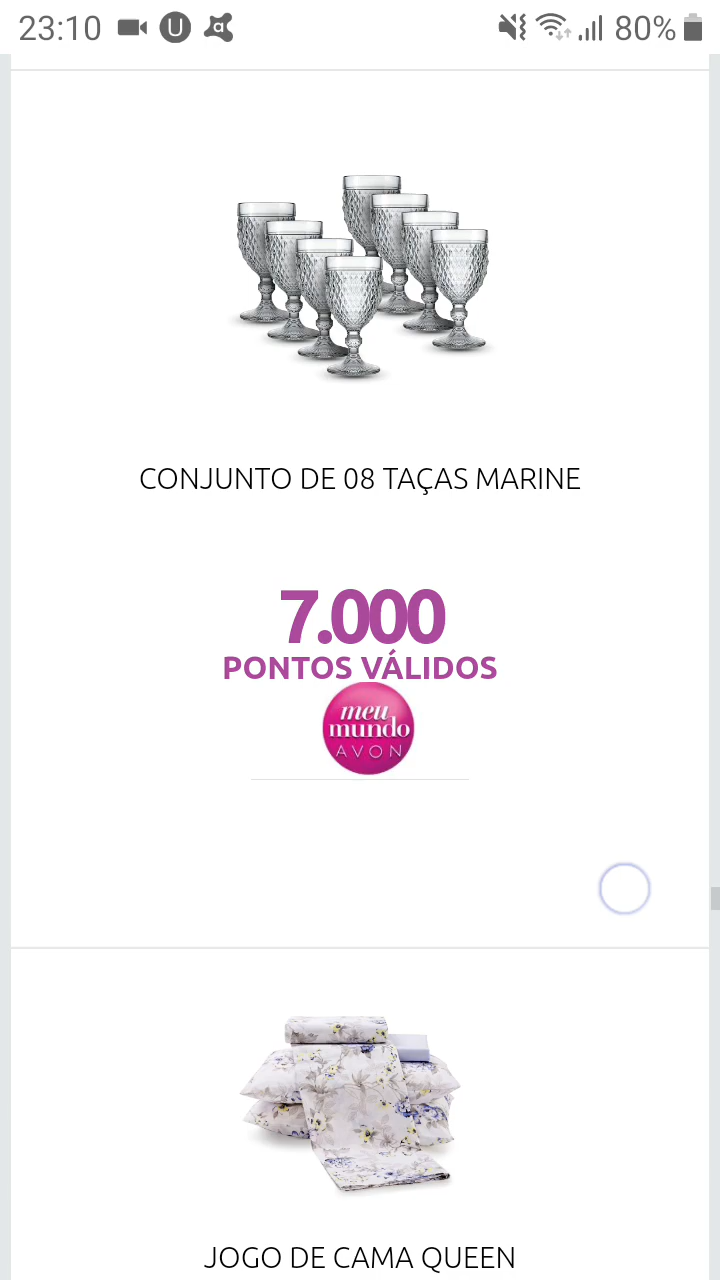 23:10 U a 80%
CONJUNTO DE 08 TAÇAS MARINE
7.000
PONTOS VÁLIDOS
meu
mundo
AVON
JOGO DE CAMA QUEEN